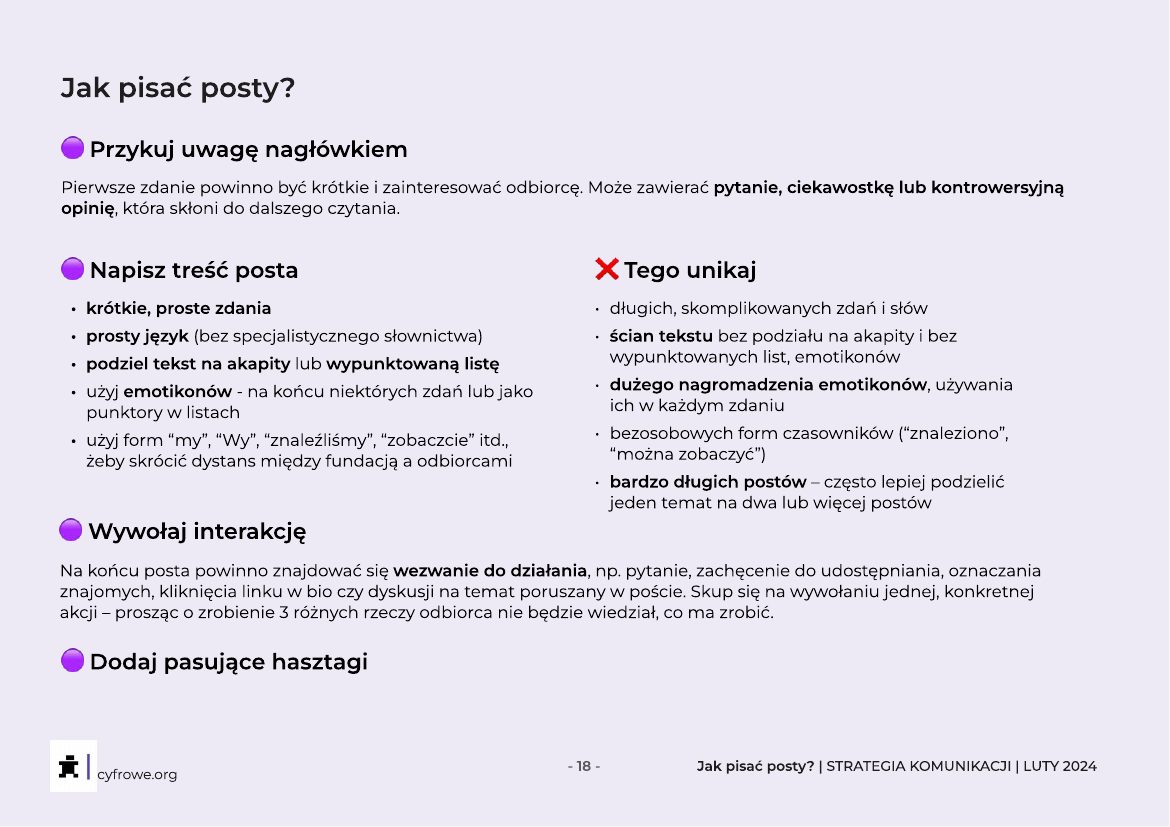 Jak pisać posty?
Przykuj uwagę nagłówkiem
Pierwsze zdanie powinno być krótkie i zainteresować odbiorcę. Może zawierać pytanie, ciekawostkę lub kontrowersyjną
opinię, która skłoni do dalszego czytania.
Napisz treść posta
• krótkie, proste zdania
• prosty język (bez specjalistycznego słownictwa)
• podziel tekst na akapity lub wypunktowaną listę
• użyj emotikonów - na końcu niektórych zdań lub jako
punktory w listach
• użyj form “my”, “Wy”, “znaleźliśmy”, “zobaczcie” itd.,
żeby skrócić dystans między fundacją a odbiorcami
❌ Tego unikaj
• długich, skomplikowanych zdań i słów
• ścian tekstu bez podziału na akapity i bez
wypunktowanych list, emotikonów
• dużego nagromadzenia emotikonów, używania
ich w każdym zdaniu
• bezosobowych form czasowników (“znaleziono”,
“można zobaczyć”)
• bardzo długich postów – często lepiej podzielić
jeden temat na dwa lub więcej postów
Wywołaj interakcję
Na końcu posta powinno znajdować się wezwanie do działania, np. pytanie, zachęcenie do udostępniania, oznaczania
znajomych, kliknięcia linku w bio czy dyskusji na temat poruszany w poście. Skup się na wywołaniu jednej, konkretnej
akcji – prosząc o zrobienie 3 różnych rzeczy odbiorca nie będzie wiedział, co ma zrobić.
Dodaj pasujące hasztagi
cyfrowe.org
- 18 -
Jak pisać posty? | STRATEGIA KOMUNIKACJI | LUTY 2024